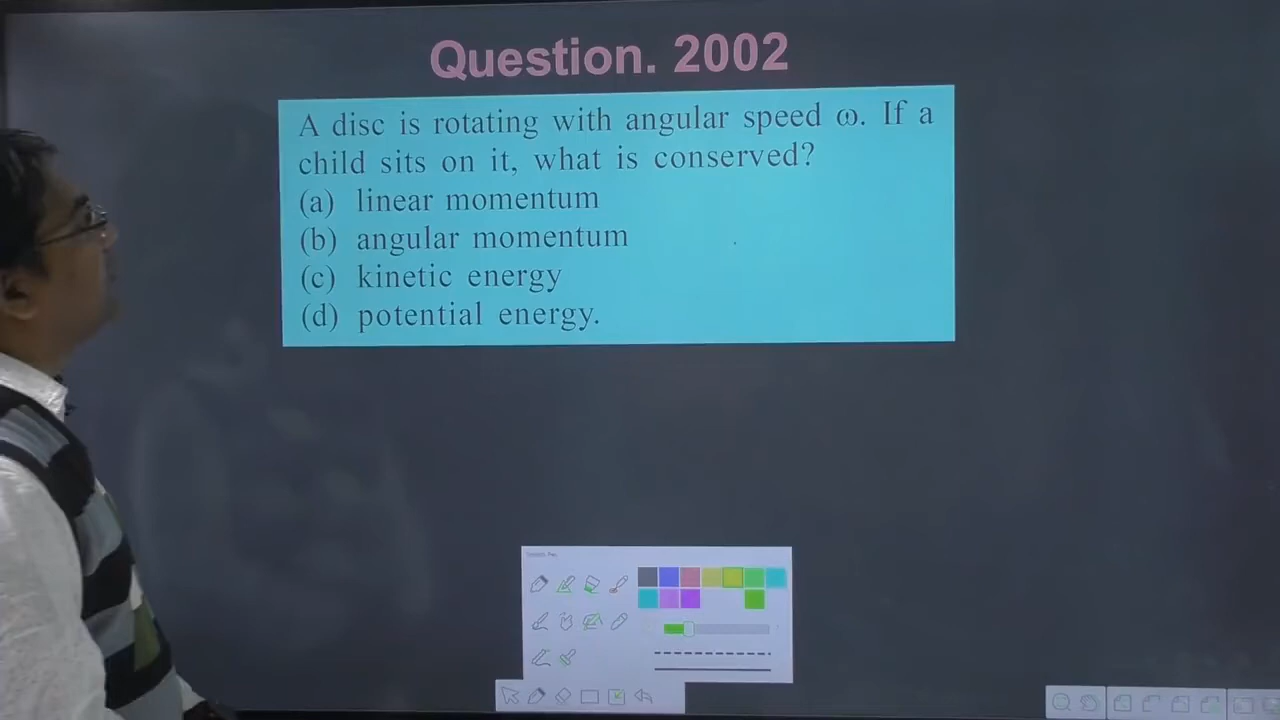 Question. 2002
A disc is rotating with angular speed ω. If a
child sits on it, what is conserved?
(a) linear momentum
(b) angular momentum
(c) kinetic energy
(d) potential energy.